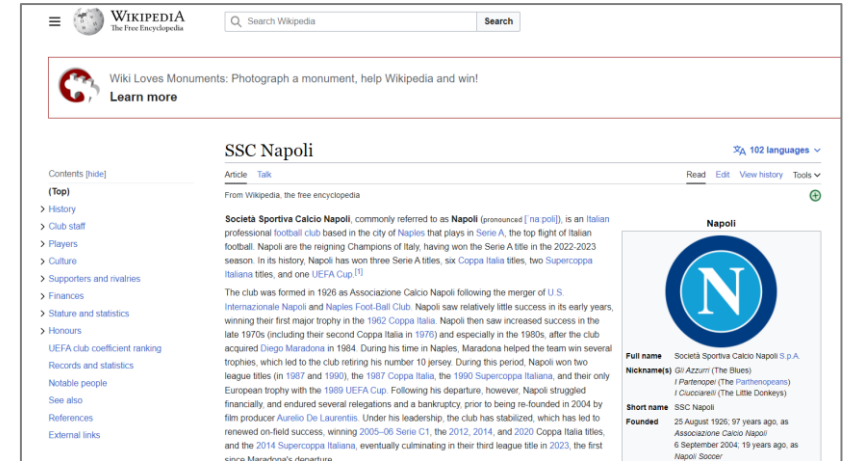 WIKIPEDIA
The Free Encyclopedia
Search Wikipedia
Search
Wiki Loves Monuments: Photograph a monument, help Wikipedia and win!
Learn more
SSC Napoli
102 languages
Contents [hide]
(Top)
History
Club staff
Players
Culture
Supporters and rivalries
Finances
Stature and statistics
Honours
UEFA club coefficient ranking
Records and statistics
Notable people
See also
References
External links
Article Talk
Read Edit View history Tools
From Wikipedia, the free encyclopedia
Società Sportiva Calcio Napoli, commonly referred to as Napoli (pronounced [ˈnaːpoli]), is an Italian
professional football club based in the city of Naples that plays in Serie A, the top flight of Italian
football. Napoli are the reigning Champions of Italy, having won the Serie A title in the 2022-2023
season. In its history, Napoli has won three Serie A titles, six Coppa Italia titles, two Supercoppa
Italiana titles, and one UEFA Cup.[1]
The club was formed in 1926 as Associazione Calcio Napoli following the merger of U.S.
Internazionale Napoli and Naples Foot-Ball Club. Napoli saw relatively little success in its early years,
winning their first major trophy in the 1962 Coppa Italia. Napoli then saw increased success in the
late 1970s (including their second Coppa Italia in 1976) and especially in the 1980s, after the club
acquired Diego Maradona in 1984. During his time in Naples, Maradona helped the team win several
trophies, which led to the club retiring his number 10 jersey. During this period, Napoli won two
league titles (in 1987 and 1990), the 1987 Coppa Italia, the 1990 Supercoppa Italiana, and their only
European trophy with the 1989 UEFA Cup. Following his departure, however, Napoli struggled
financially, and endured several relegations and a bankruptcy, prior to being re-founded in 2004 by
film producer Aurelio De Laurentiis. Under his leadership, the club has stabilized, which has led to
renewed on-field success, winning 2005–06 Serie C1, the 2012, 2014, and 2020 Coppa Italia titles,
and the 2014 Supercoppa Italiana, eventually culminating in their third league title in 2023, the first
since Maradona's departure.
Napoli
N
Full name Società Sportiva Calcio Napoli S.p.A.
Nickname(s) Gli Azzurri (The Blues)
I Partenopei (The Parthenopeans)
I Ciucciarelli (The Little Donkeys)
Short name SSC Napoli
Founded 25 August 1926; 97 years ago, as
Associazione Calcio Napoli
6 September 2004; 19 years ago, as
Napoli Soccer